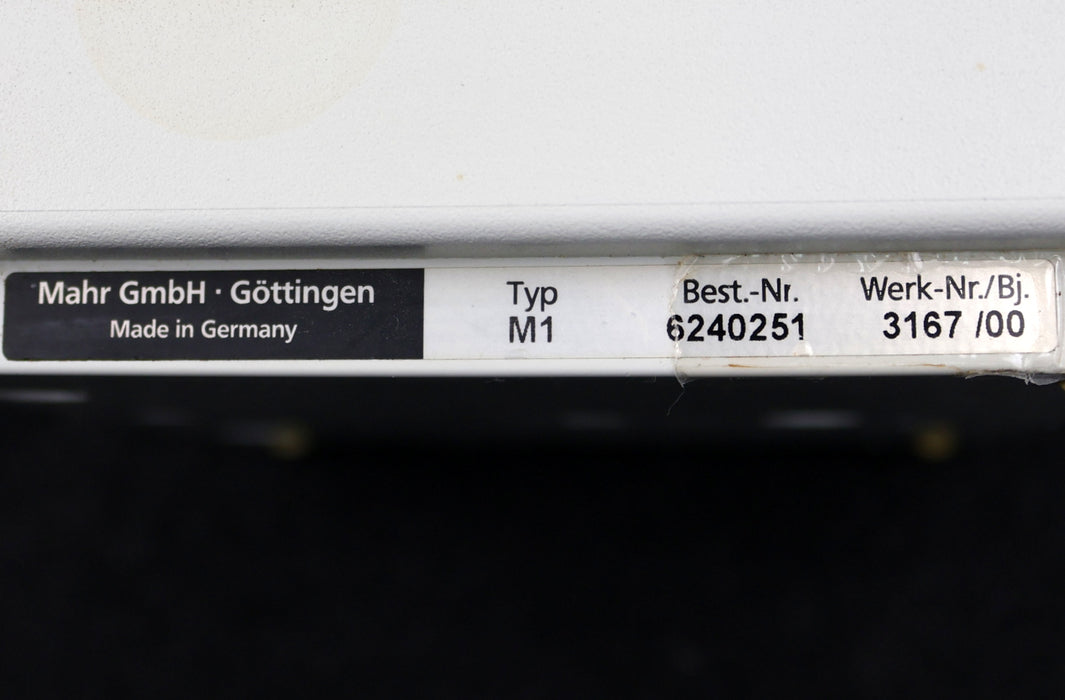 Mahr GmbH · Göttingen
Made in Germany
Typ
M1
Best.-Nr.
6240251
Werk-Nr./Bj.
3167 /00